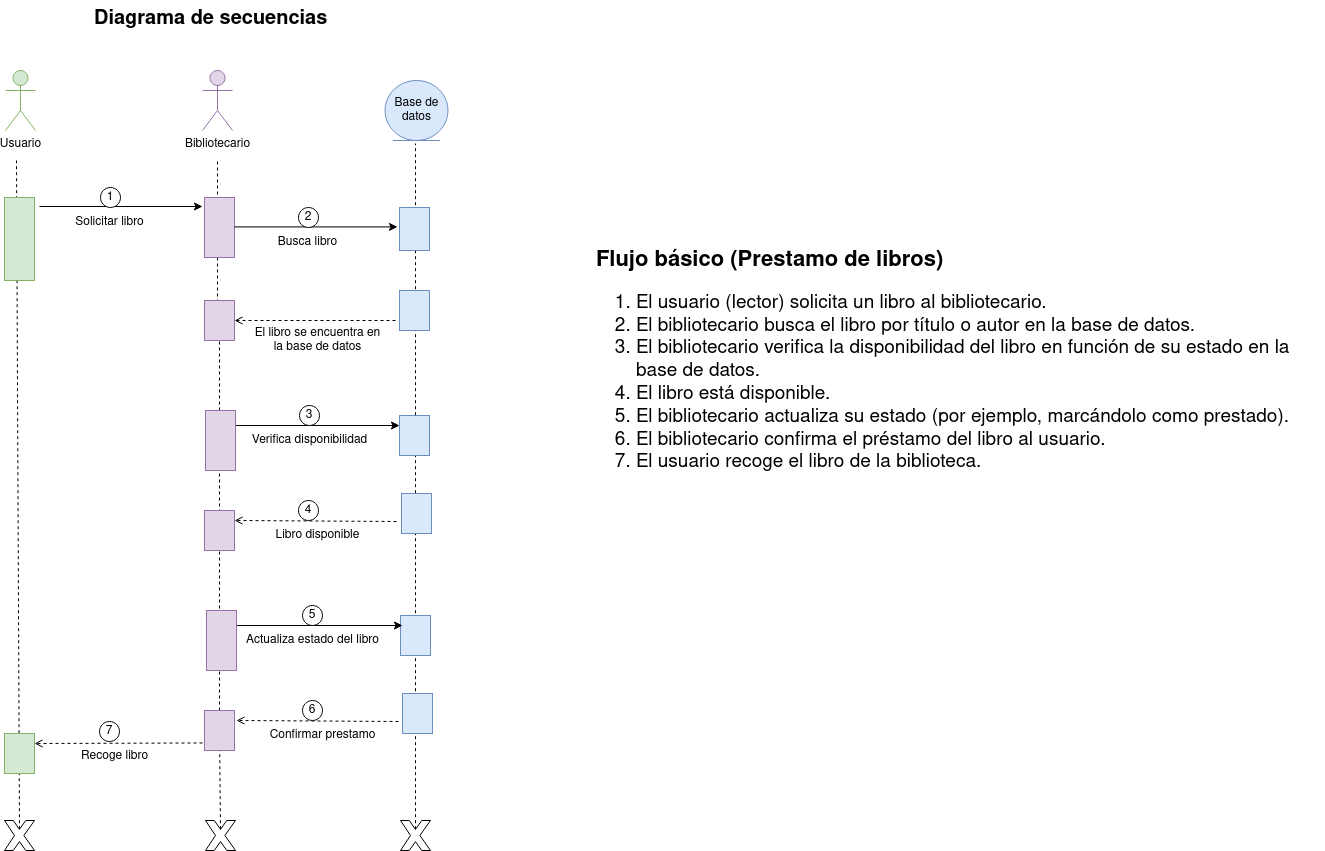 Diagrama de secuencias
Base de
datos
Usuario
Bibliotecario
1
Solicitar libro
2
Busca libro
El libro se encuentra en
la base de datos
3
Verifica disponibilidad
4
Libro disponible
5
Actualiza estado del libro
6
Confirmar prestamo
7
Recoge libro
Flujo básico (Prestamo de libros)
1. El usuario (lector) solicita un libro al bibliotecario.
2. El bibliotecario busca el libro por título o autor en la base de datos.
3. El bibliotecario verifica la disponibilidad del libro en función de su estado en la
base de datos.
4. El libro está disponible.
5. El bibliotecario actualiza su estado (por ejemplo, marcándolo como prestado).
6. El bibliotecario confirma el préstamo del libro al usuario.
7. El usuario recoge el libro de la biblioteca.